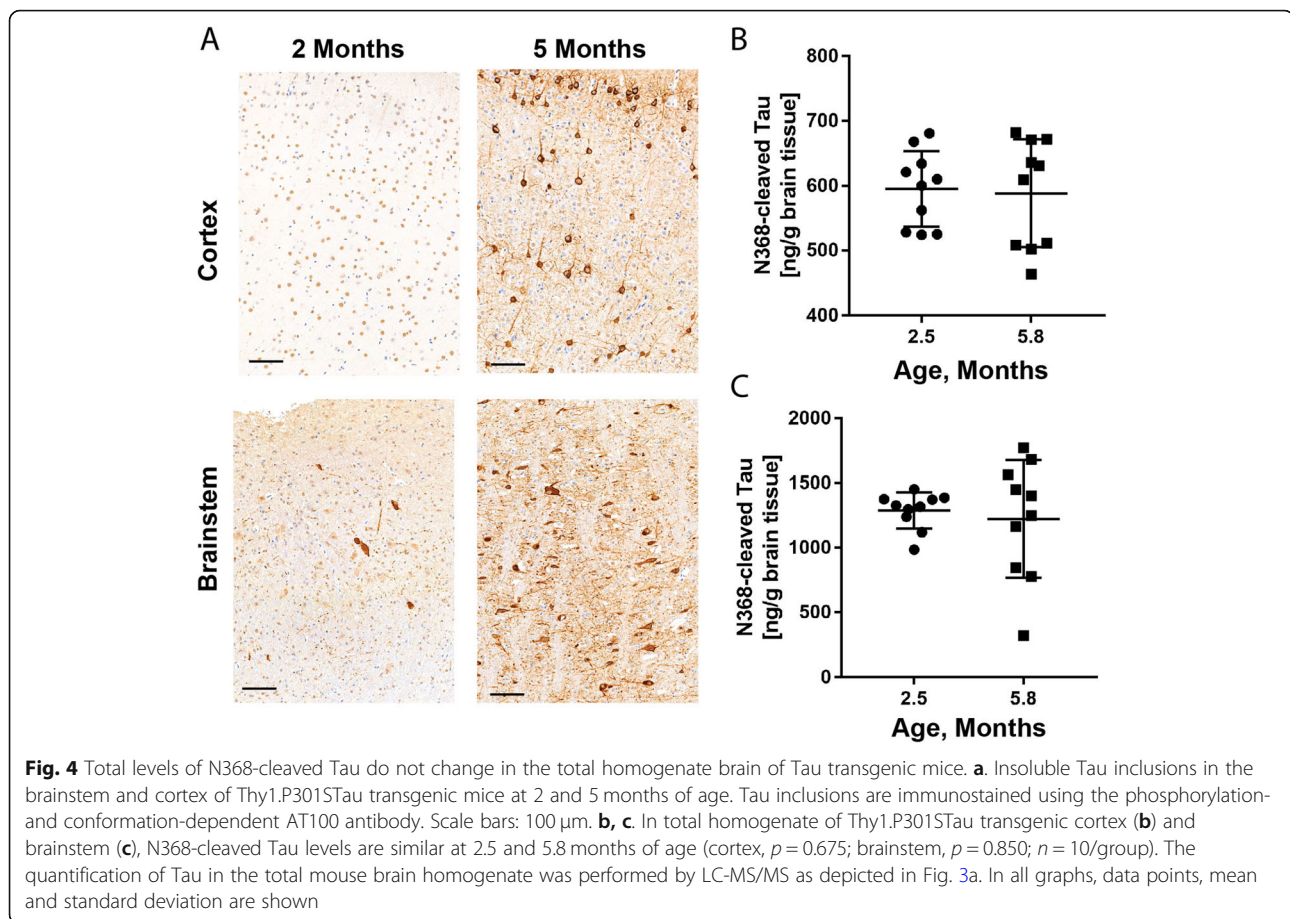 A
2 Months
5 Months
Cortex
Brainstem
B
N368-cleaved Tau
[ng/g brain tissue]
800
700
600
500
400
2.5
5.8
Age, Months
C
N368-cleaved Tau
[ng/g brain tissue]
2000
1500
1000
500
0
2.5
5.8
Age, Months
Fig. 4 Total levels of N368-cleaved Tau do not change in the total homogenate brain of Tau transgenic mice. a. Insoluble Tau inclusions in the
brainstem and cortex of Thy1.P301STau transgenic mice at 2 and 5 months of age. Tau inclusions are immunostained using the phosphorylation-
and conformation-dependent AT100 antibody. Scale bars: 100 μm. b, c. In total homogenate of Thy1.P301STau transgenic cortex (b) and
brainstem (c), N368-cleaved Tau levels are similar at 2.5 and 5.8 months of age (cortex, p = 0.675; brainstem, p = 0.850; n = 10/group). The
quantification of Tau in the total mouse brain homogenate was performed by LC-MS/MS as depicted in Fig. 3a. In all graphs, data points, mean
and standard deviation are shown